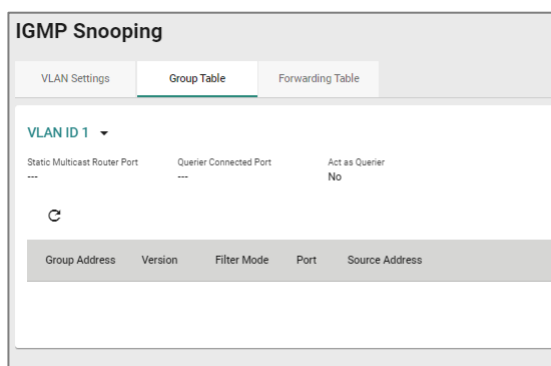 IGMP Snooping
VLAN Settings Group Table Forwarding Table
VLAN ID 1
Static Multicast Router Port Querier Connected Port Act as Querier
--- --- No
Group Address Version Filter Mode Port Source Address